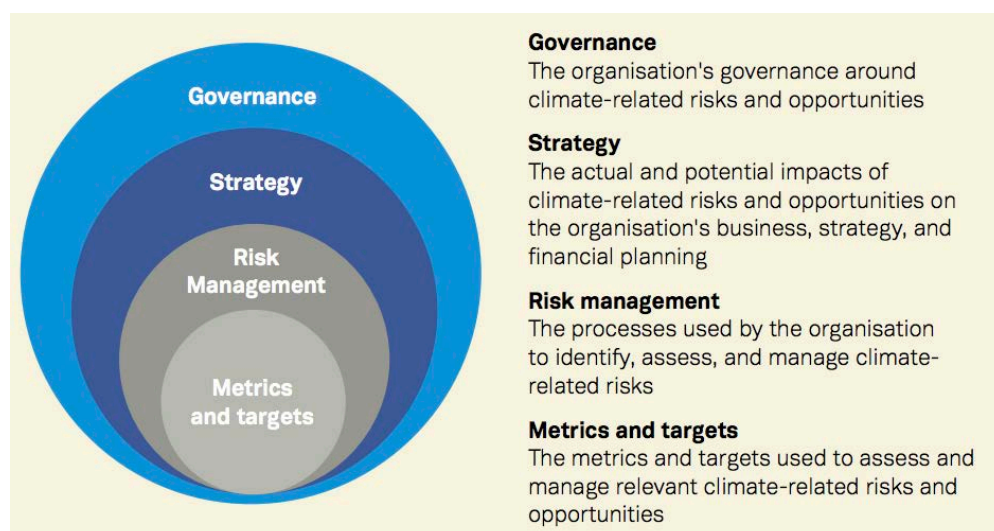 Governance
Strategy
Risk
Management
Metrics
and targets
Governance
The organisation's governance around
climate-related risks and opportunities
Strategy
The actual and potential impacts of
climate-related risks and opportunities on
the organisation's business, strategy, and
financial planning
Risk management
The processes used by the organisation
to identify, assess, and manage climate-
related risks
Metrics and targets
The metrics and targets used to assess and
manage relevant climate-related risks and
opportunities